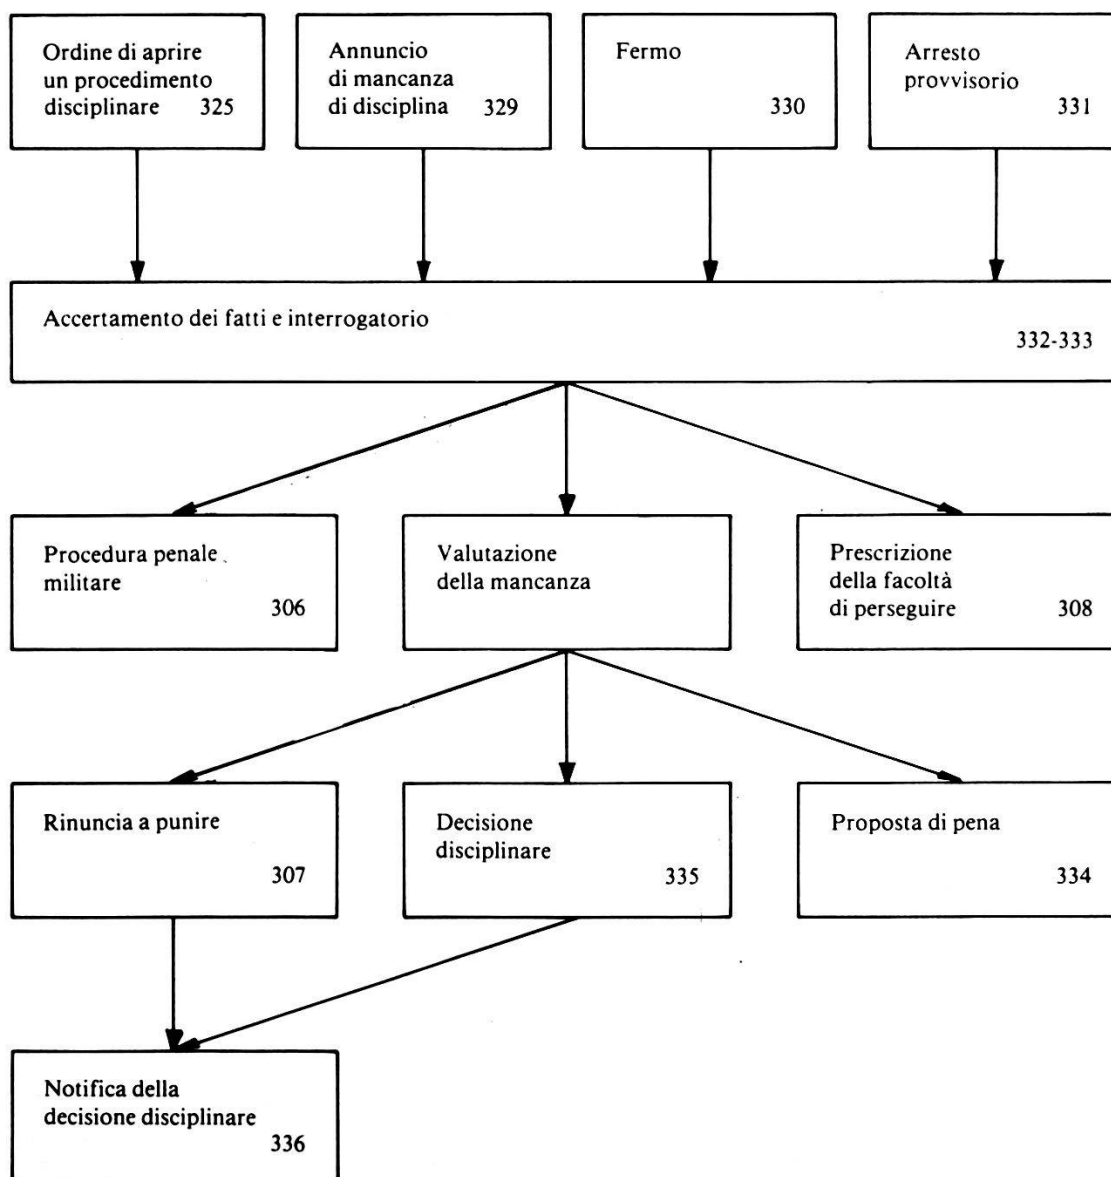 Ordine di aprire
un procedimento
disciplinare 325
Annuncio
di mancanza
di disciplina 329
Fermo
330
Arresto
provvisorio
331
Accertamento dei fatti e interrogatorio
332-333
Procedura penale
militare
306
Valutazione
della mancanza
Prescrizione
della facoltà
di perseguire 308
Rinuncia a punire
307
Decisione
disciplinare
335
Proposta di pena
334
Notifica della
decisione disciplinare
336